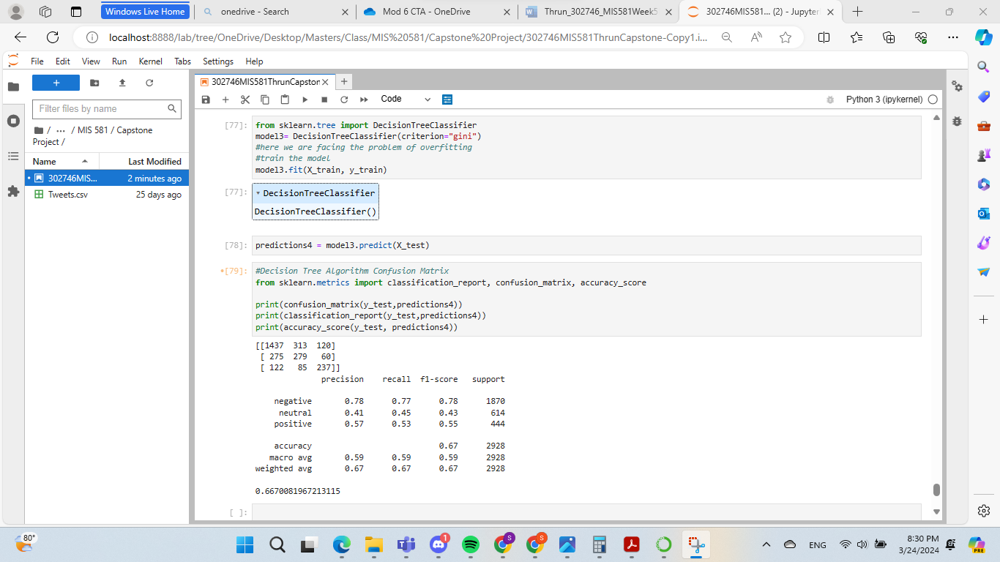 Windows Live Home
onedrive - Search
Mod 6 CTA - OneDrive
Thrun_302746_MIS581Week5
302746MIS581... (2) - Jupyter
localhost:8888/lab/tree/OneDrive/Desktop/Masters/Class/MIS%20581/Capstone%20Project/302746MIS581ThrunCapstone-Copy1.i...
File Edit View Run Kernel Tabs Settings Help
302746MIS581ThrunCapston
Code
Python 3 (ipykernel)
Filter files by name
/ ... / MIS 581 / Capstone
Project /
Name Last Modified
302746MIS... 2 minutes ago
Tweets.csv 25 days ago
[77]: from sklearn.tree import DecisionTreeClassifier
model3= DecisionTreeClassifier(criterion="gini")
#here we are facing the problem of overfitting
#train the model
model3.fit(X_train, y_train)
[77]: DecisionTreeClassifier
DecisionTreeClassifier()
[78]: predictions4 = model3.predict(X_test)
[79]: #Decision Tree Algorithm Confusion Matrix
from sklearn.metrics import classification_report, confusion_matrix, accuracy_score
print(confusion_matrix(y_test,predictions4))
print(classification_report(y_test,predictions4))
print(accuracy_score(y_test, predictions4))
[[1437 313 120]
[ 275 279 60]
[ 122 85 237]]
precision recall f1-score support
negative 0.78 0.77 0.78 1870
neutral 0.41 0.45 0.43 614
positive 0.57 0.53 0.55 444
accuracy 0.67 2928
macro avg 0.59 0.59 0.59 2928
weighted avg 0.67 0.67 0.67 2928
0.6670081967213115
[ ]:
80°
1
S
S
ENG
8:30 PM
3/24/2024
PRE